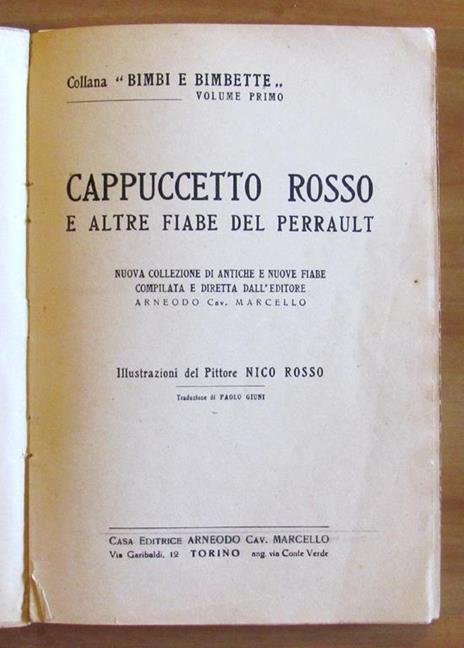 Collana “ BIMBI E BIMBETTE „
VOLUME PRIMO
CAPPUCCETTO ROSSO
E ALTRE FIABE DEL PERRAULT
NUOVA COLLEZIONE DI ANTICHE E NUOVE FIABE
COMPILATA E DIRETTA DALL'EDITORE
ARNEODO Cav. MARCELLO
Illustrazioni del Pittore NICO ROSSO
Traduzione di PAOLO GIUNI
CASA EDITRICE ARNEODO CAV. MARCELLO
Via Garibaldi, 12 TORINO ang. via Conte Verde